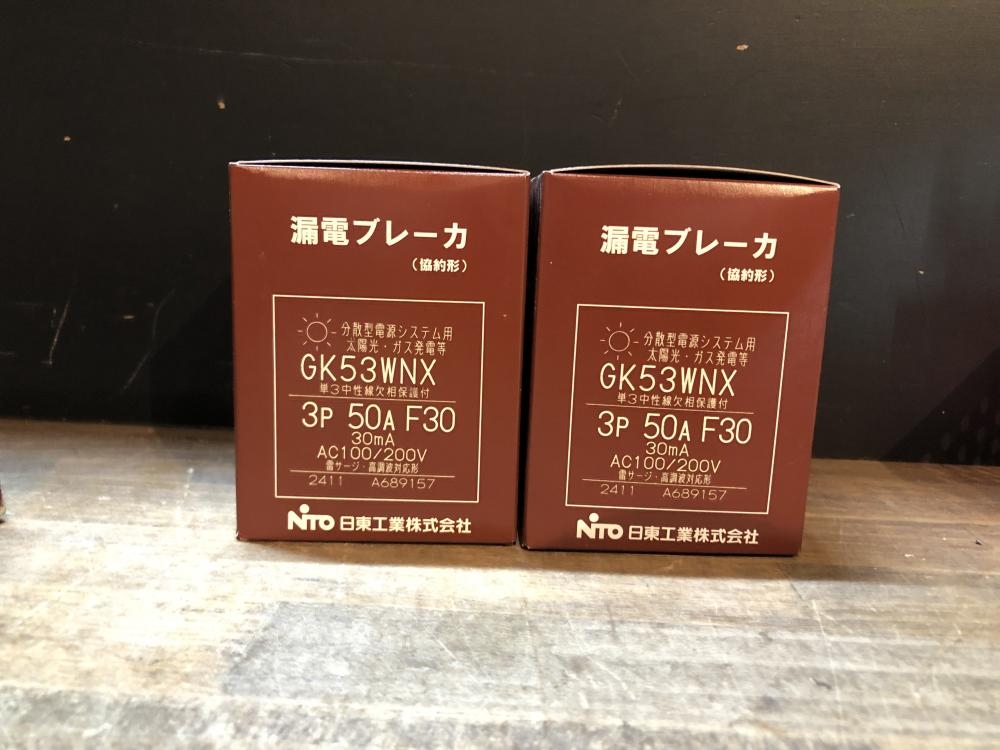 漏電ブレーカ
（協約形）
分散型電源システム用
太陽光・ガス発電等
GK53WNX
単3中性線欠相保護付
3P 50A F30
30mA
AC100/200V
雷サージ・高調波対応形
2411 A689157
NITO 日東工業株式会社
漏電ブレーカ
（協約形）
分散型電源システム用
太陽光・ガス発電等
GK53WNX
単3中性線欠相保護付
3P 50A F30
30mA
AC100/200V
雷サージ・高調波対応形
2411 A689157
NITO 日東工業株式会社